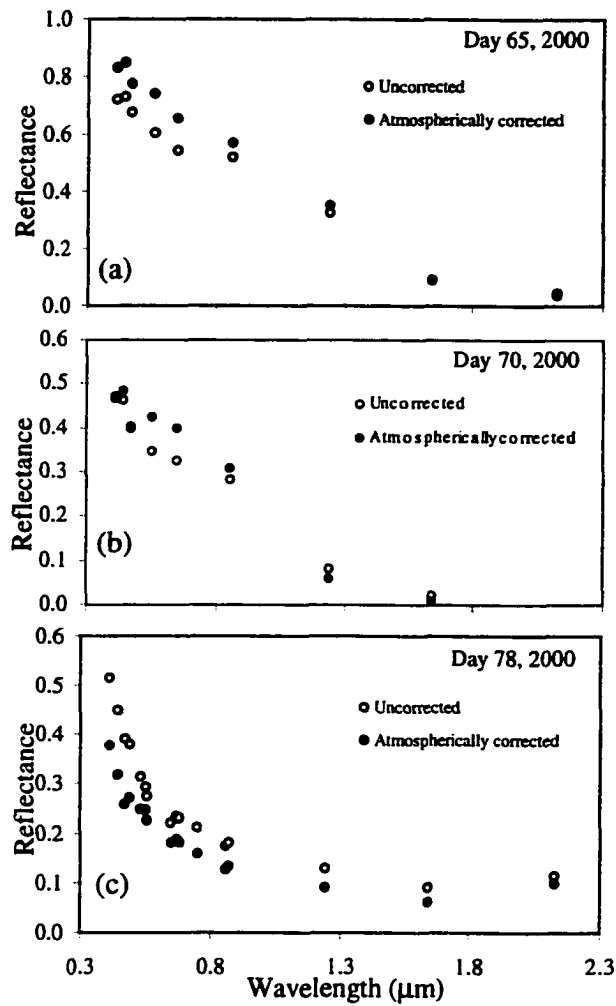 1.0
Day 65, 2000
0.8
Uncorrected
Atmospherically corrected
0.6
Reflectance
0.4
0.2
(a)
0.0
0.6
Day 70, 2000
0.5
Uncorrected
0.4
Atmospherically corrected
0.3
Reflectance
0.2
0.1
(b)
0.0
0.6
Day 78, 2000
0.5
Uncorrected
0.4
Atmospherically corrected
0.3
Reflectance
0.2
0.1
(c)
0.0
0.3 0.8 1.3 1.8 2.3
Wavelength (μm)